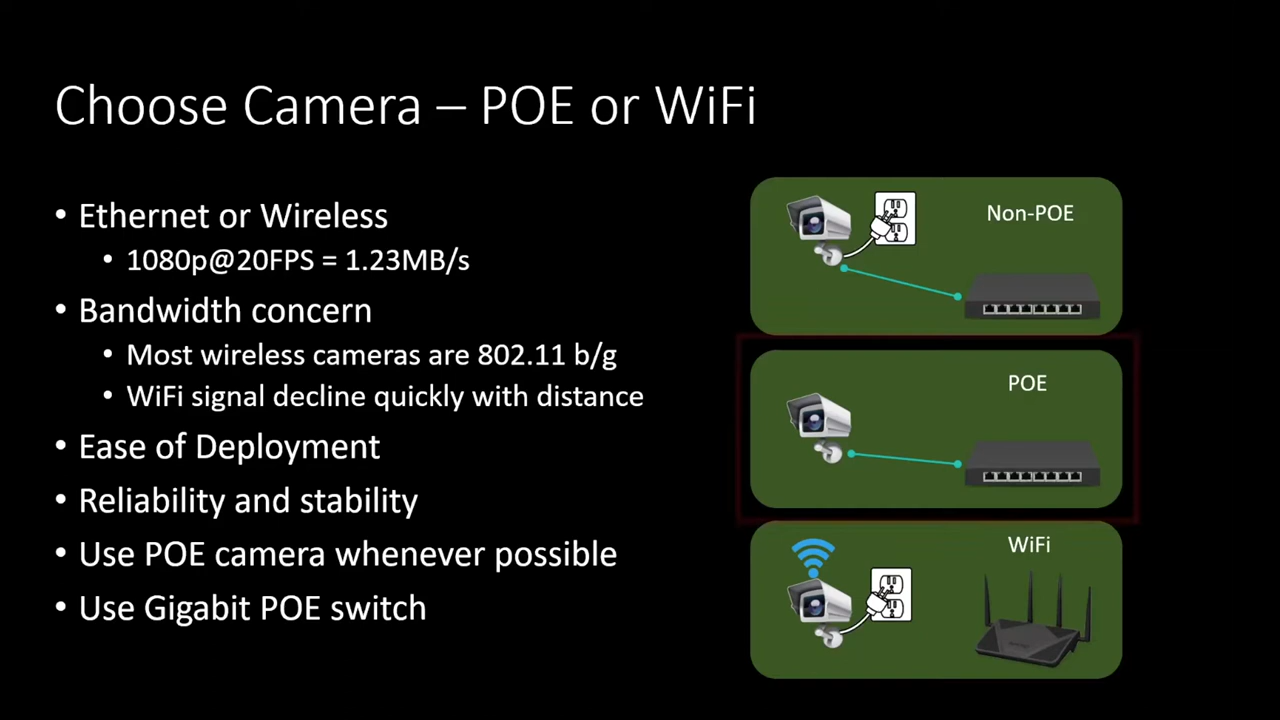 Choose Camera – POE or WiFi
• Ethernet or Wireless
• 1080p@20FPS = 1.23MB/s
• Bandwidth concern
• Most wireless cameras are 802.11 b/g
• WiFi signal decline quickly with distance
• Ease of Deployment
• Reliability and stability
• Use POE camera whenever possible
• Use Gigabit POE switch
Non-POE
POE
WiFi